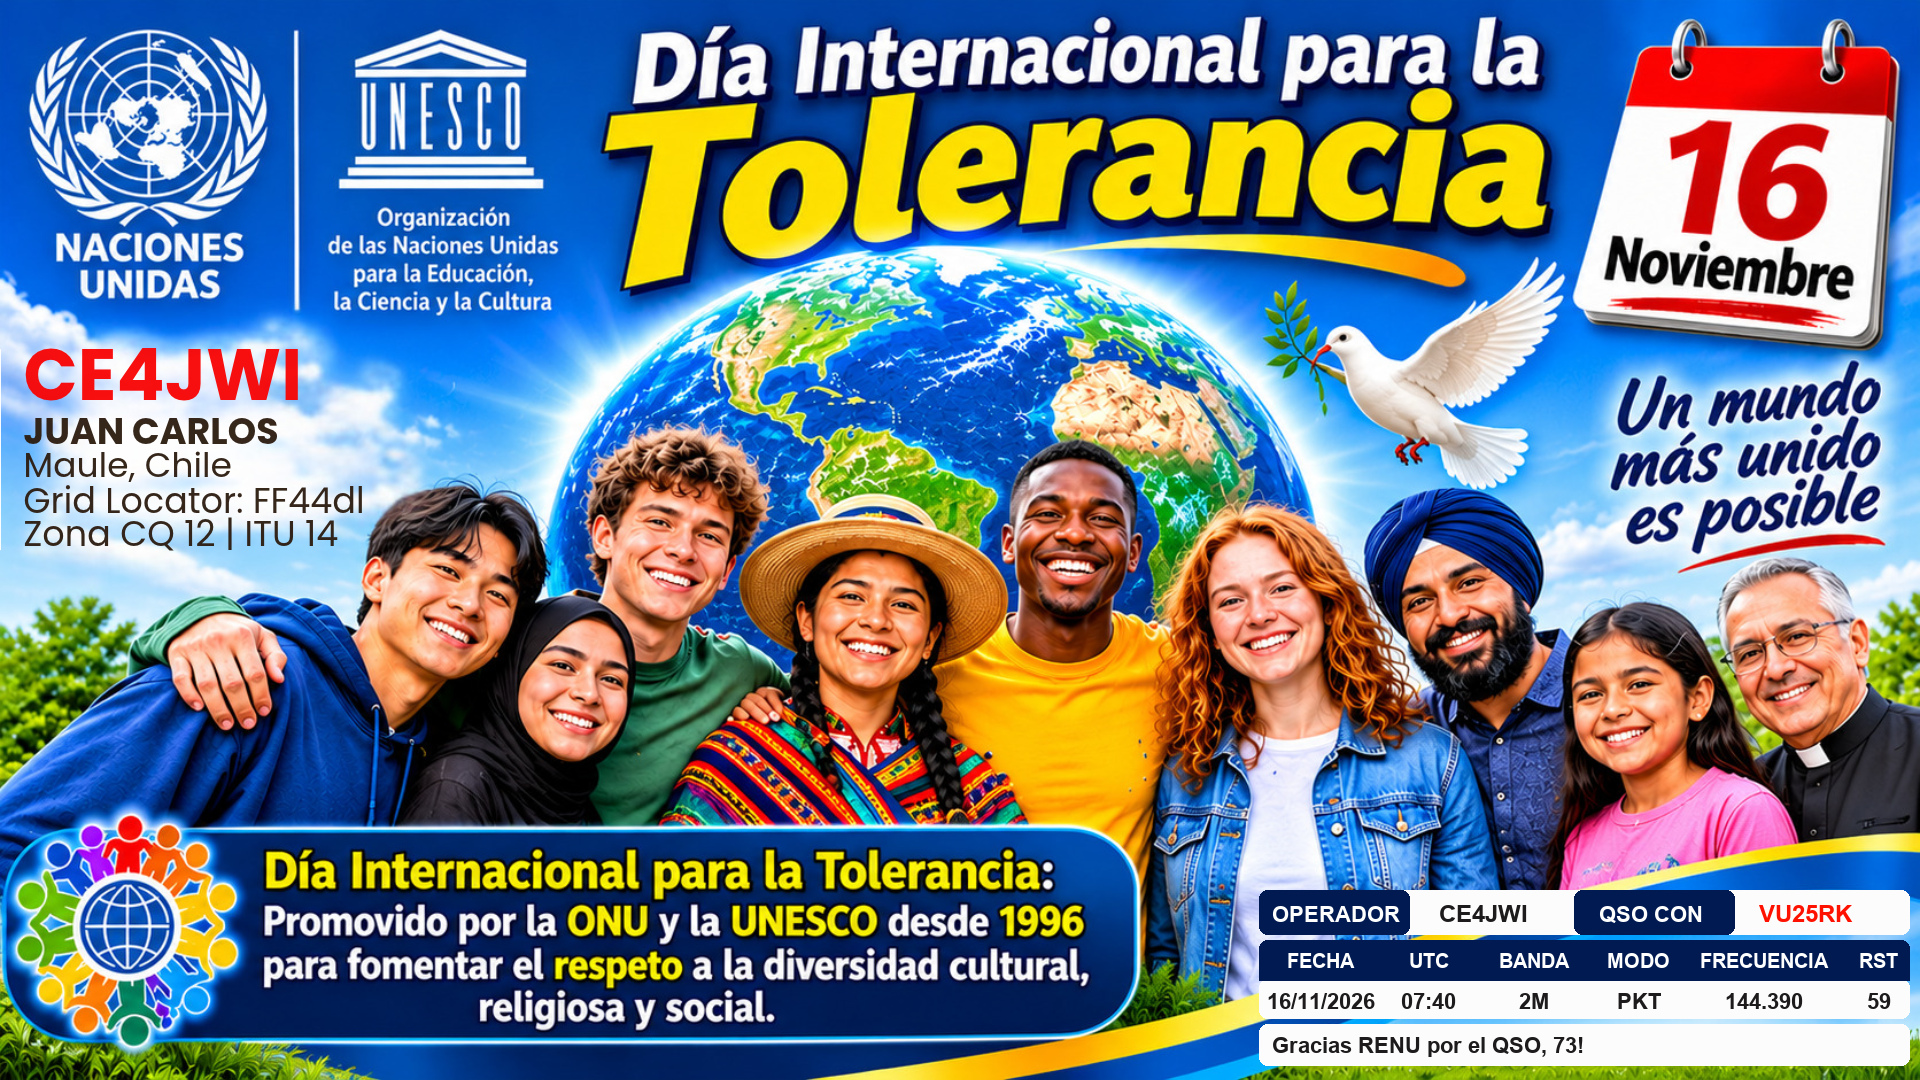 NACIONES
UNIDAS
UNESCO
Organización
de las Naciones Unidas
para la Educación,
la Ciencia y la Cultura
Día Internacional para la
Tolerancia
16
Noviembre
Un mundo
más unido
es posible
CE4JWI
JUAN CARLOS
Maule, Chile
Grid Locator: FF44dl
Zona CQ 12 | ITU 14
Día Internacional para la Tolerancia:
Promovido por la ONU y la UNESCO desde 1996
para fomentar el respeto a la diversidad cultural,
religiosa y social.
OPERADOR CE4JWI QSO CON VU25RK
FECHA UTC BANDA MODO FRECUENCIA RST
16/11/2026 07:40 2M PKT 144.390 59
Gracias RENU por el QSO, 73!